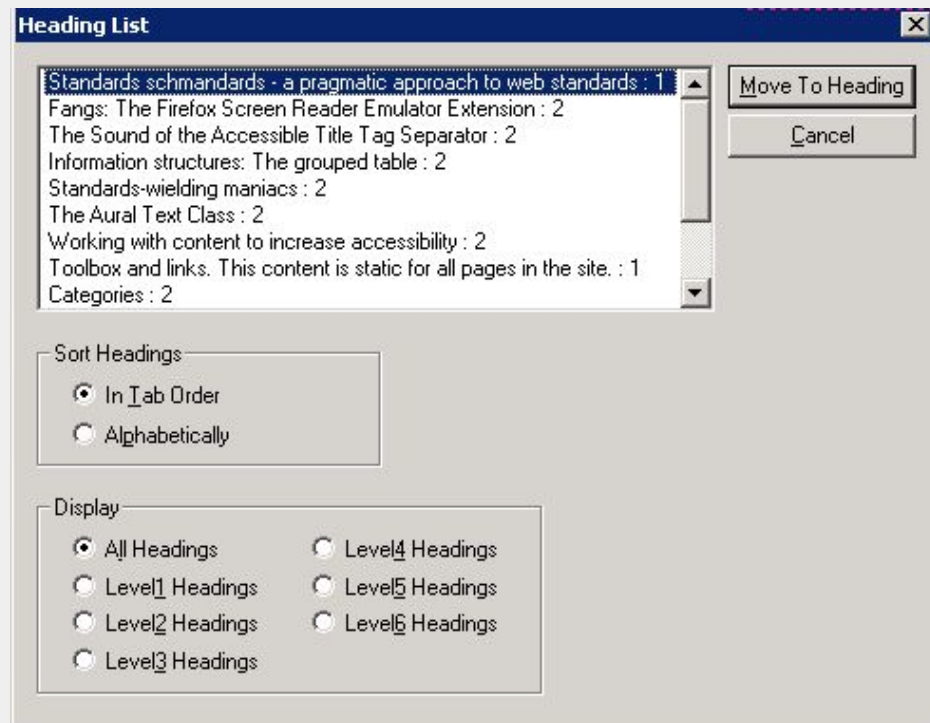 Heading List
Standards schmandards - a pragmatic approach to web standards : 1
Fangs: The Firefox Screen Reader Emulator Extension : 2
The Sound of the Accessible Title Tag Separator : 2
Information structures: The grouped table : 2
Standards-wielding maniacs : 2
The Aural Text Class : 2
Working with content to increase accessibility : 2
Toolbox and links. This content is static for all pages in the site. : 1
Categories : 2
Move To Heading
Cancel
Sort Headings
In Tab Order
Alphabetically
Display
All Headings
Level1 Headings
Level2 Headings
Level3 Headings
Level4 Headings
Level5 Headings
Level6 Headings